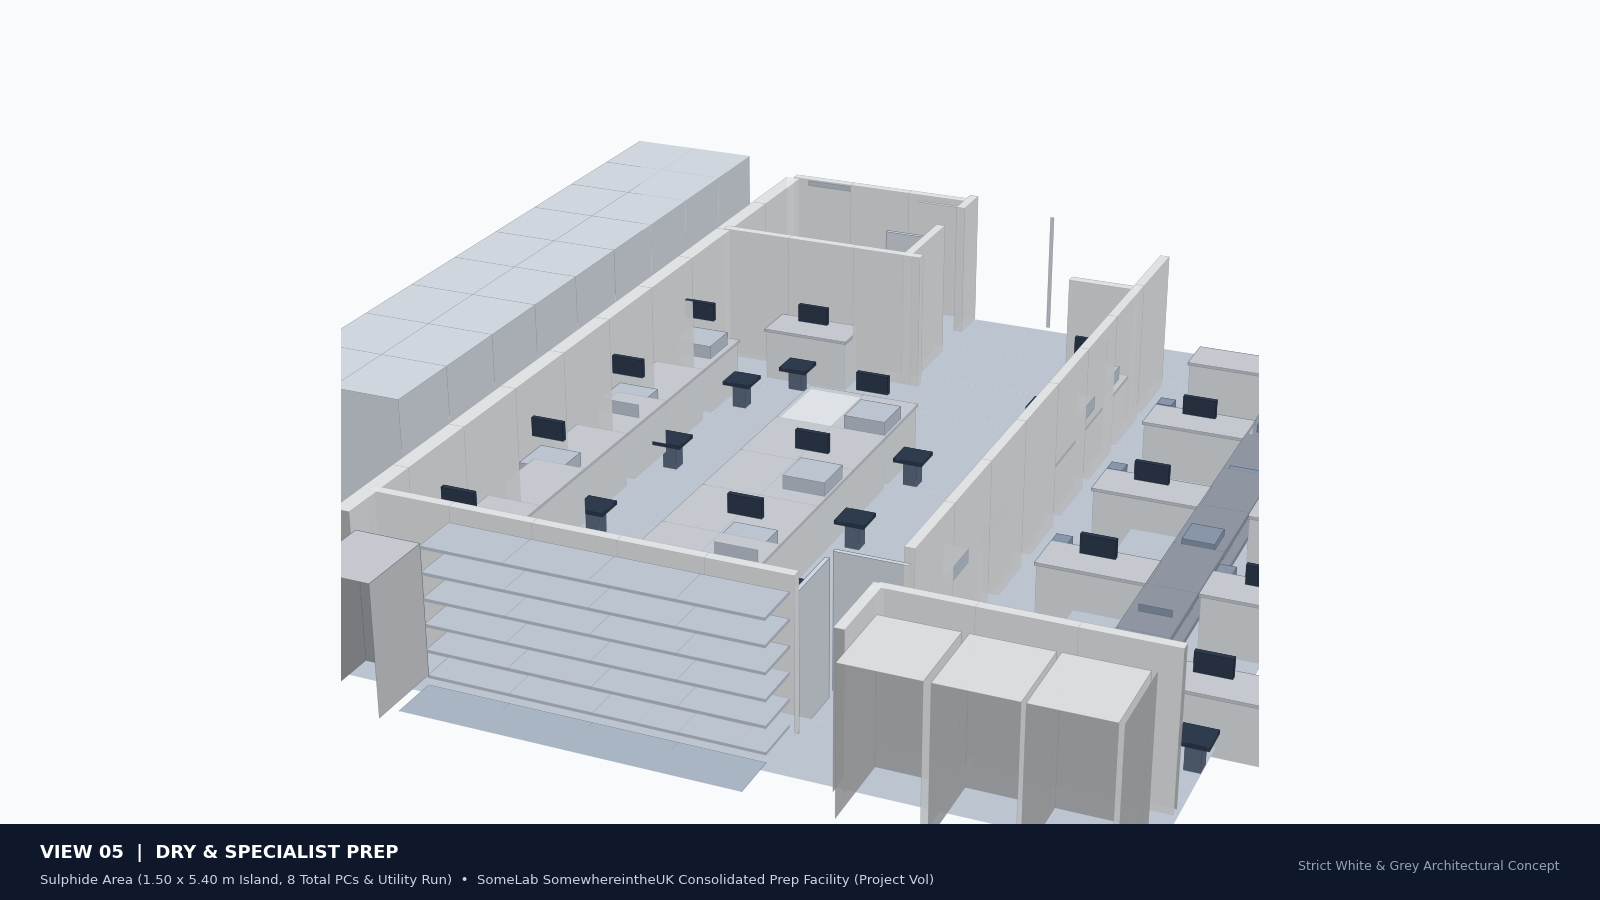 VIEW 05 | DRY & SPECIALIST PREP
Sulphide Area (1.50 x 5.40 m Island, 8 Total PCs & Utility Run) • SomeLab SomewhereintheUK Consolidated Prep Facility (Project Vol)
Strict White & Grey Architectural Concept